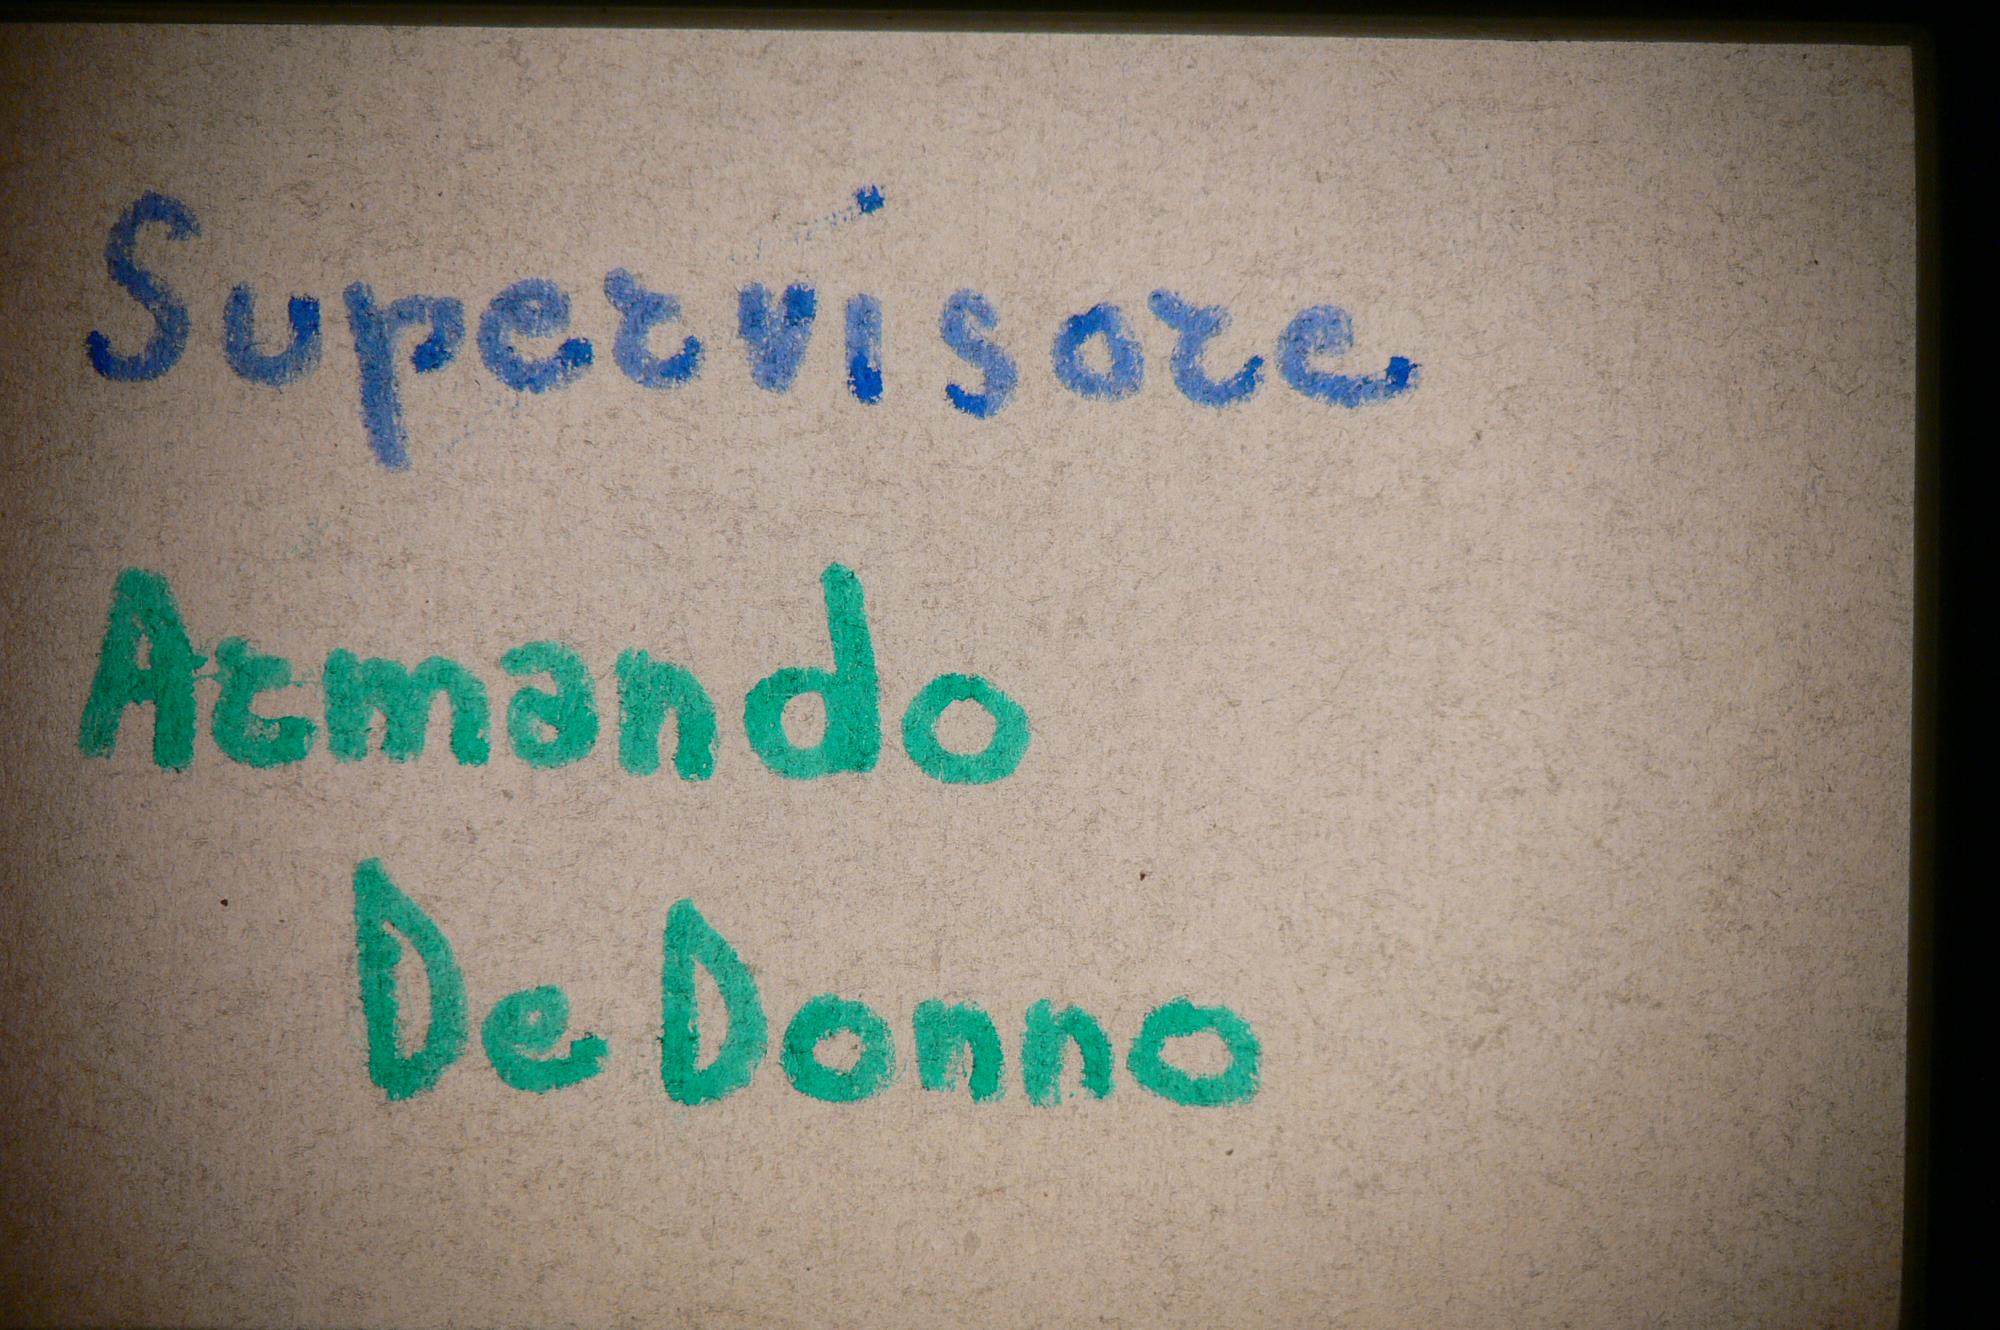 Supervisore
Armando
De Donno